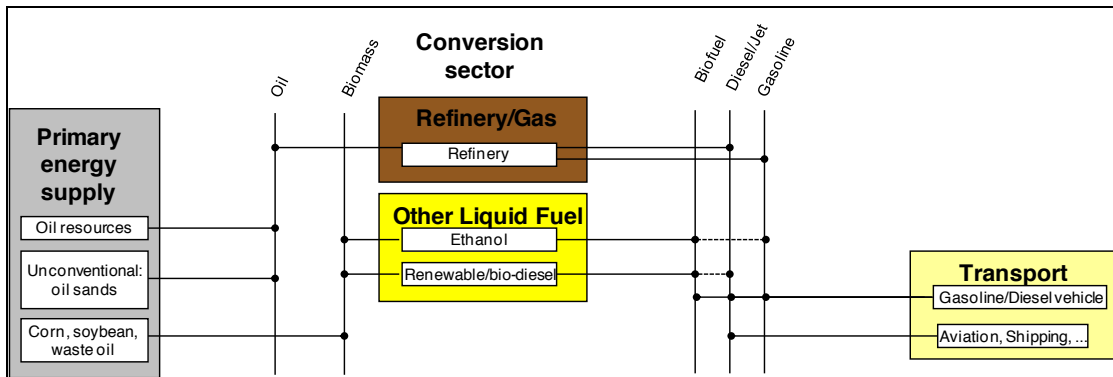 Conversion
sector
Oil
Biomass
Biofuel
Diesel/Jet
Gasoline
Primary
energy
supply
Oil resources
Unconventional:
oil sands
Corn, soybean,
waste oil
Refinery/Gas
Refinery
Other Liquid Fuel
Ethanol
Renewable/bio-diesel
Transport
Gasoline/Diesel vehicle
Aviation, Shipping, ...